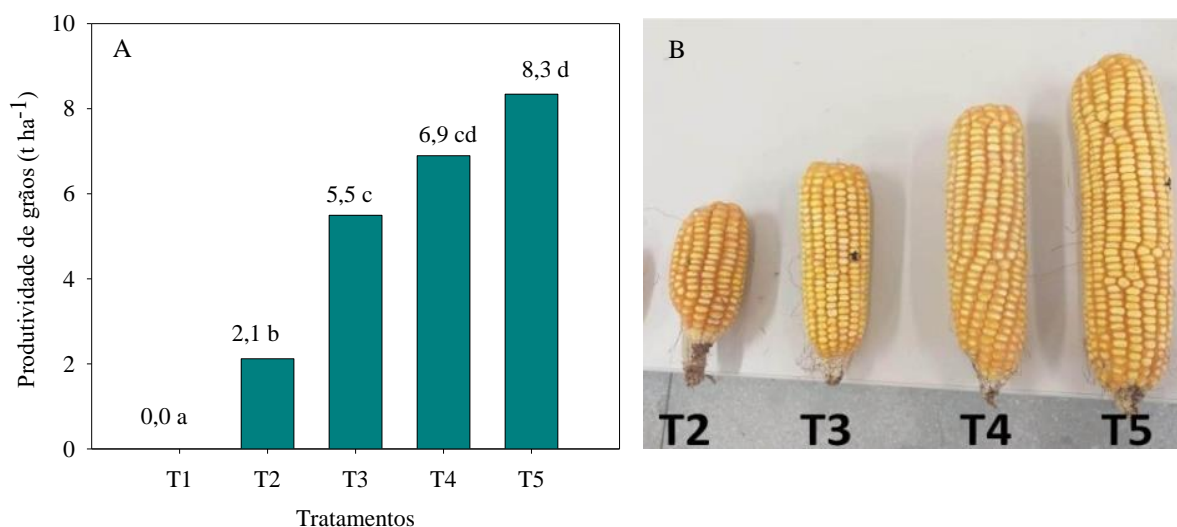 A
Produtividade de grãos (t ha⁻¹)
10
8
6
4
2
0
0,0 a
2,1 b
5,5 c
6,9 cd
8,3 d
T1 T2 T3 T4 T5
Tratamentos
B
T2 T3 T4 T5